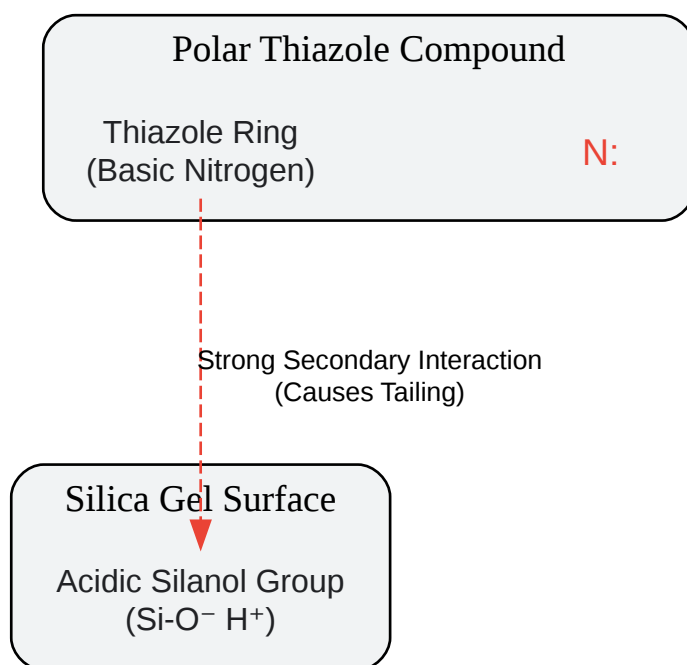 Polar Thiazole Compound
Thiazole Ring
(Basic Nitrogen)
N:
Strong Secondary Interaction
(Causes Tailing)
Silica Gel Surface
Acidic Silanol Group
(Si-O⁻ H⁺)